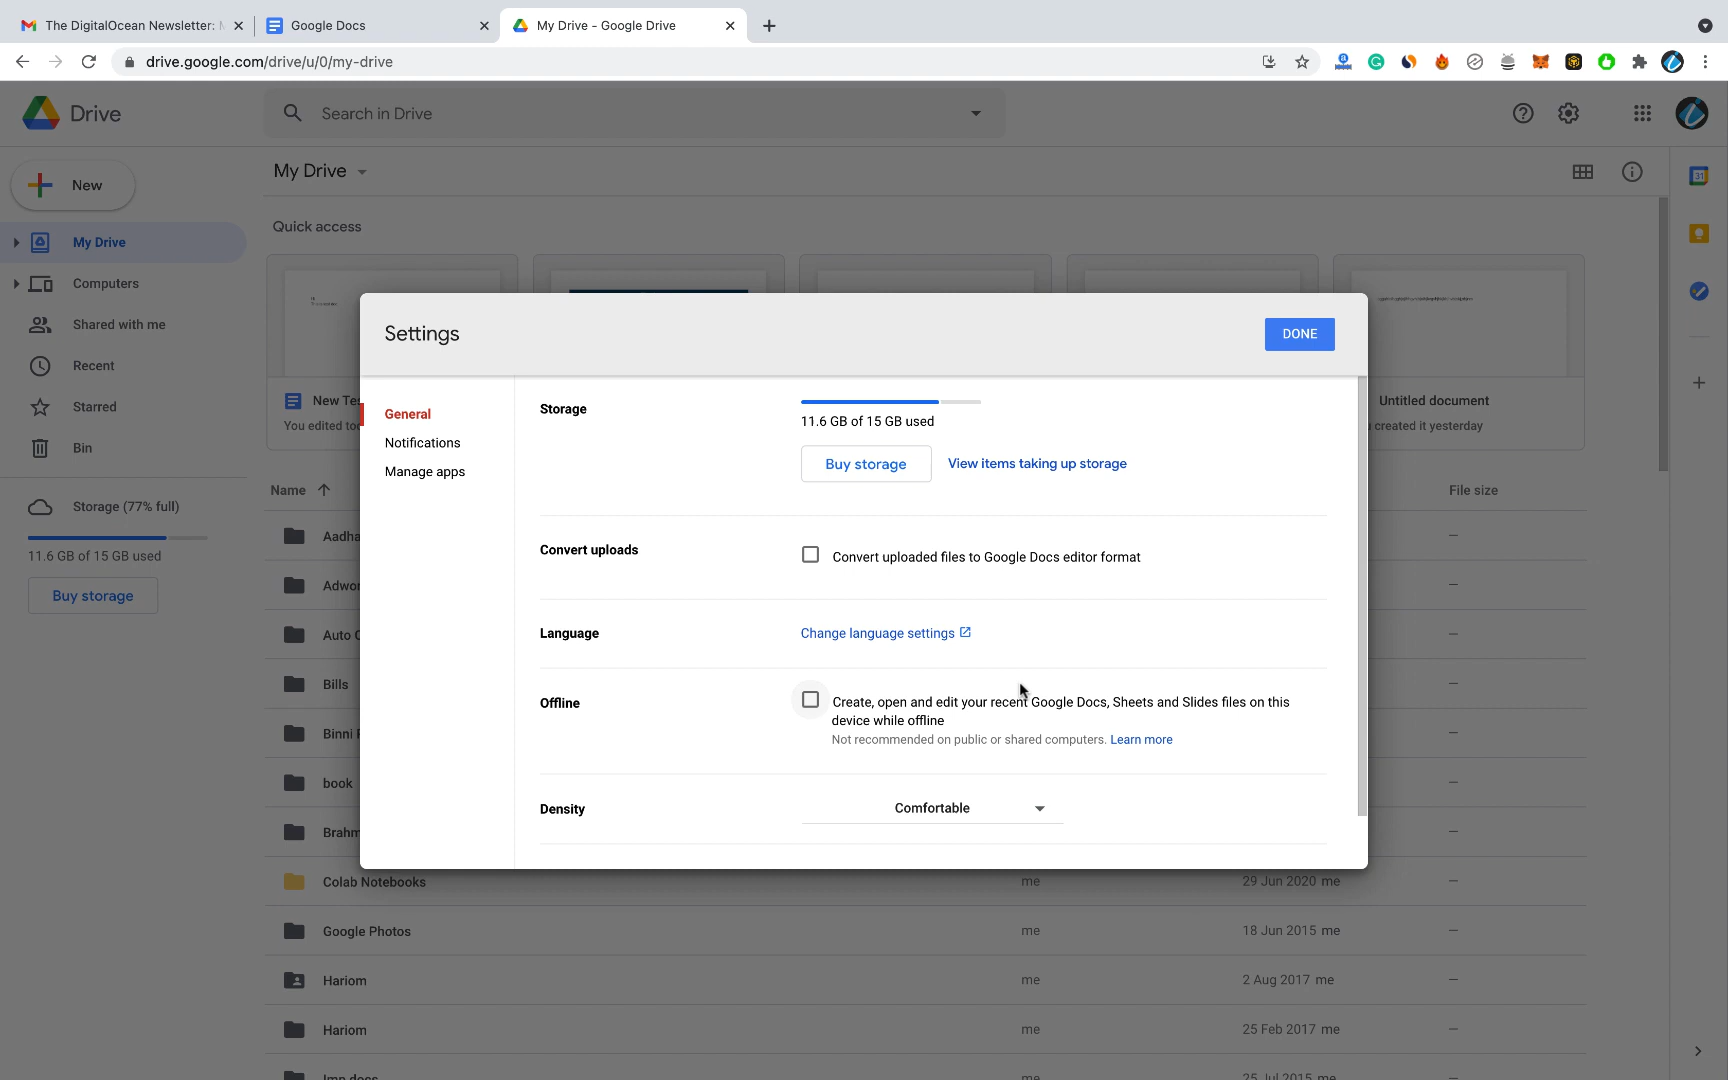 The DigitalOcean Newsletter:
Google Docs
My Drive - Google Drive
drive.google.com/drive/u/0/my-drive
Drive
Search in Drive
New
My Drive
My Drive
Computers
Shared with me
Recent
Starred
Bin
Storage (77% full)
11.6 GB of 15 GB used
Buy storage
Quick access
31
New Te
You edited to
Untitled document
created it yesterday
Settings
DONE
General
Notifications
Manage apps
Storage
11.6 GB of 15 GB used
Buy storage
View items taking up storage
Convert uploads
Convert uploaded files to Google Docs editor format
Language
Change language settings
Offline
Create, open and edit your recent Google Docs, Sheets and Slides files on this
device while offline
Not recommended on public or shared computers. Learn more
Density
Comfortable
Name
File size
Aadha
–
Adwor
–
Auto
–
Bills
–
Binni
–
book
–
Brahm
–
Colab Notebooks me 29 Jun 2020 me –
Google Photos me 18 Jun 2015 me –
Hariom me 2 Aug 2017 me –
Hariom me 25 Feb 2017 me –
Imp docs me 25 Jul 2015 me –